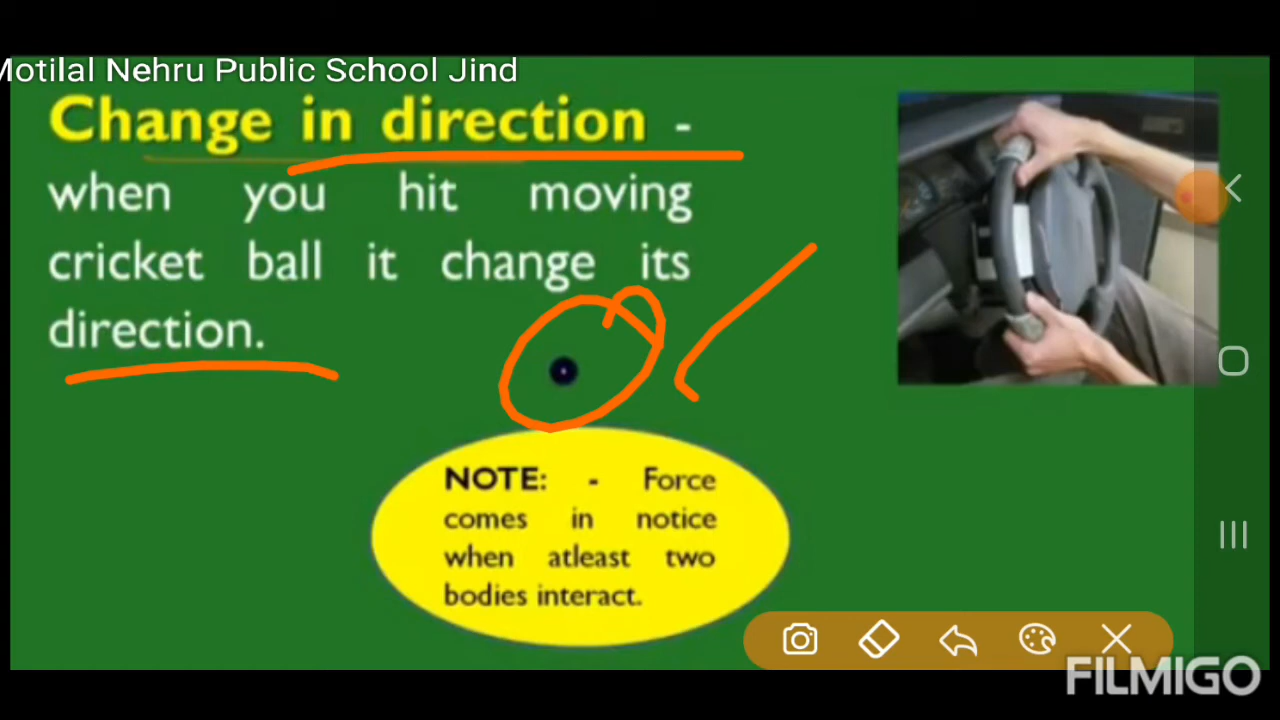 Motilal Nehru Public School Jind
Change in direction -
when you hit moving
cricket ball it change its
direction.
NOTE: - Force
comes in notice
when atleast two
bodies interact.
FILMIGO